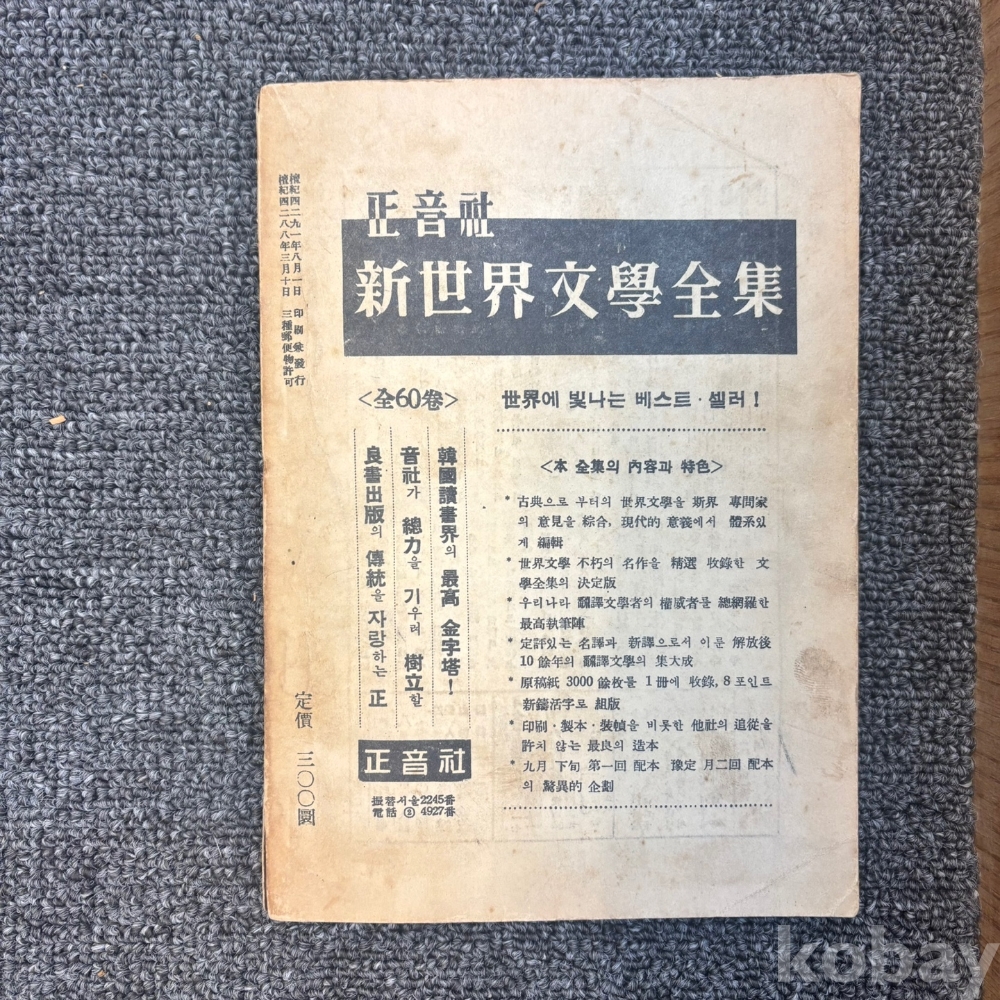 正音社
新世界文學全集
<全60卷>
世界에 빛나는 베스트·셀러!
韓國讀書界의 最高 金字塔!
音社가 總力을 기우려 樹立할
良書出版의 傳統을 자랑하는 正
正音社
振替서울2245番
電話 ② 4927番
<本 全集의 內容과 特色>
* 古典으로 부터의 世界文學을 斯界 專問家
의 意見을 綜合, 現代的 意義에서 體系있
게 編輯
* 世界文學 不朽의 名作을 精選 收錄한 文
學全集의 決定版
* 우리나라 飜譯文學者의 權威者를 總網羅한
最高執筆陣
* 定評있는 名譯과 新譯으로서 이룬 解放後
10餘年의 飜譯文學의 集大成
* 原稿紙 3000餘枚를 1冊에 收錄, 8포인트
新鑄活字로 組版
* 印刷·製本·裝幀을 비롯한 他社의 追從을
許치 않는 最良의 造本
* 九月 下旬 第一回 配本 豫定 月二回 配本
의 驚異的 企劃
檀紀四二九一年八月一日 印刷兼發行
檀紀四二八八年三月十日 三種郵便物許可
定價 三〇〇圜
kobay